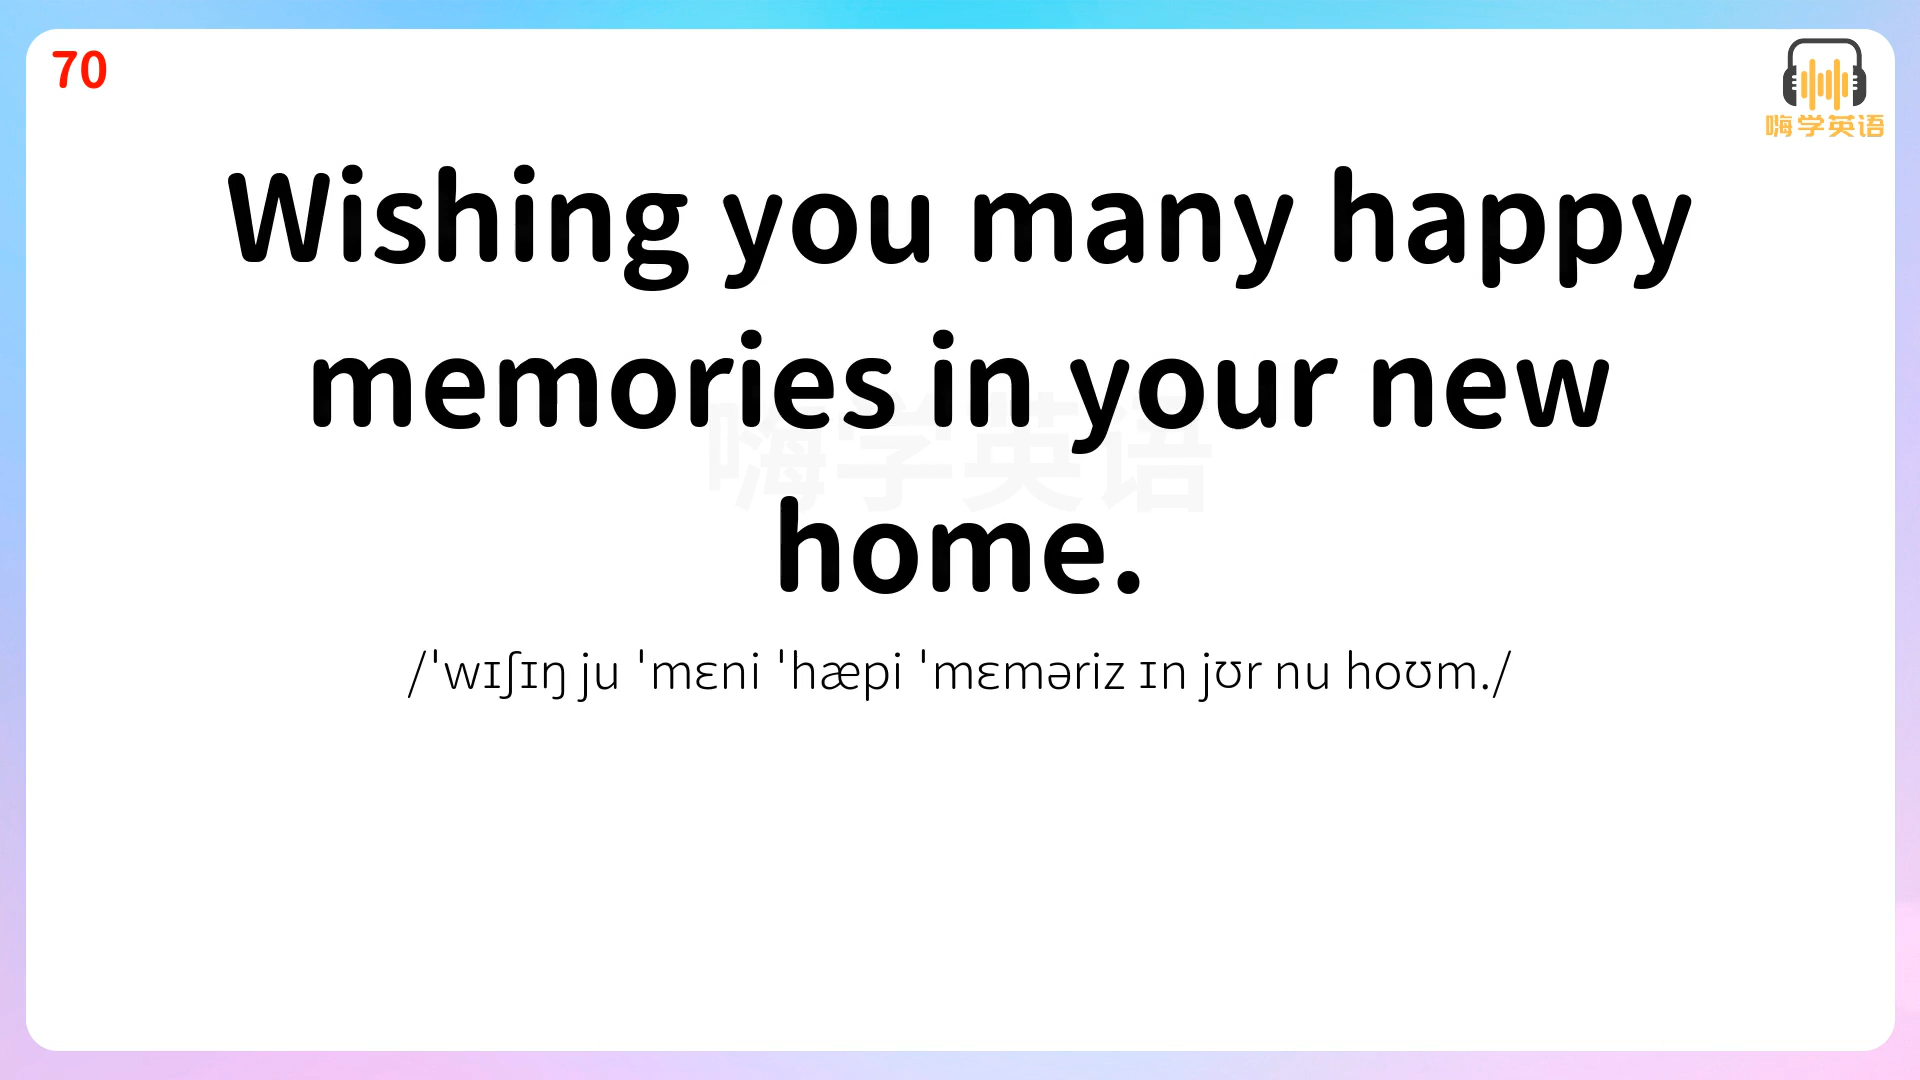 70
嗨学英语
Wishing you many happy
memories in your new
嗨学英语
home.
/ˈwɪʃɪŋ ju ˈmɛni ˈhæpi ˈmɛməriz ɪn jʊr nu hoʊm./